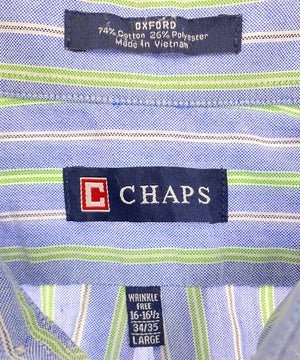 OXFORD
74% Cotton 26% Polyester
Made in Vietnam
C CHAPS
WRINKLE
FREE
16-16½
34/35
LARGE